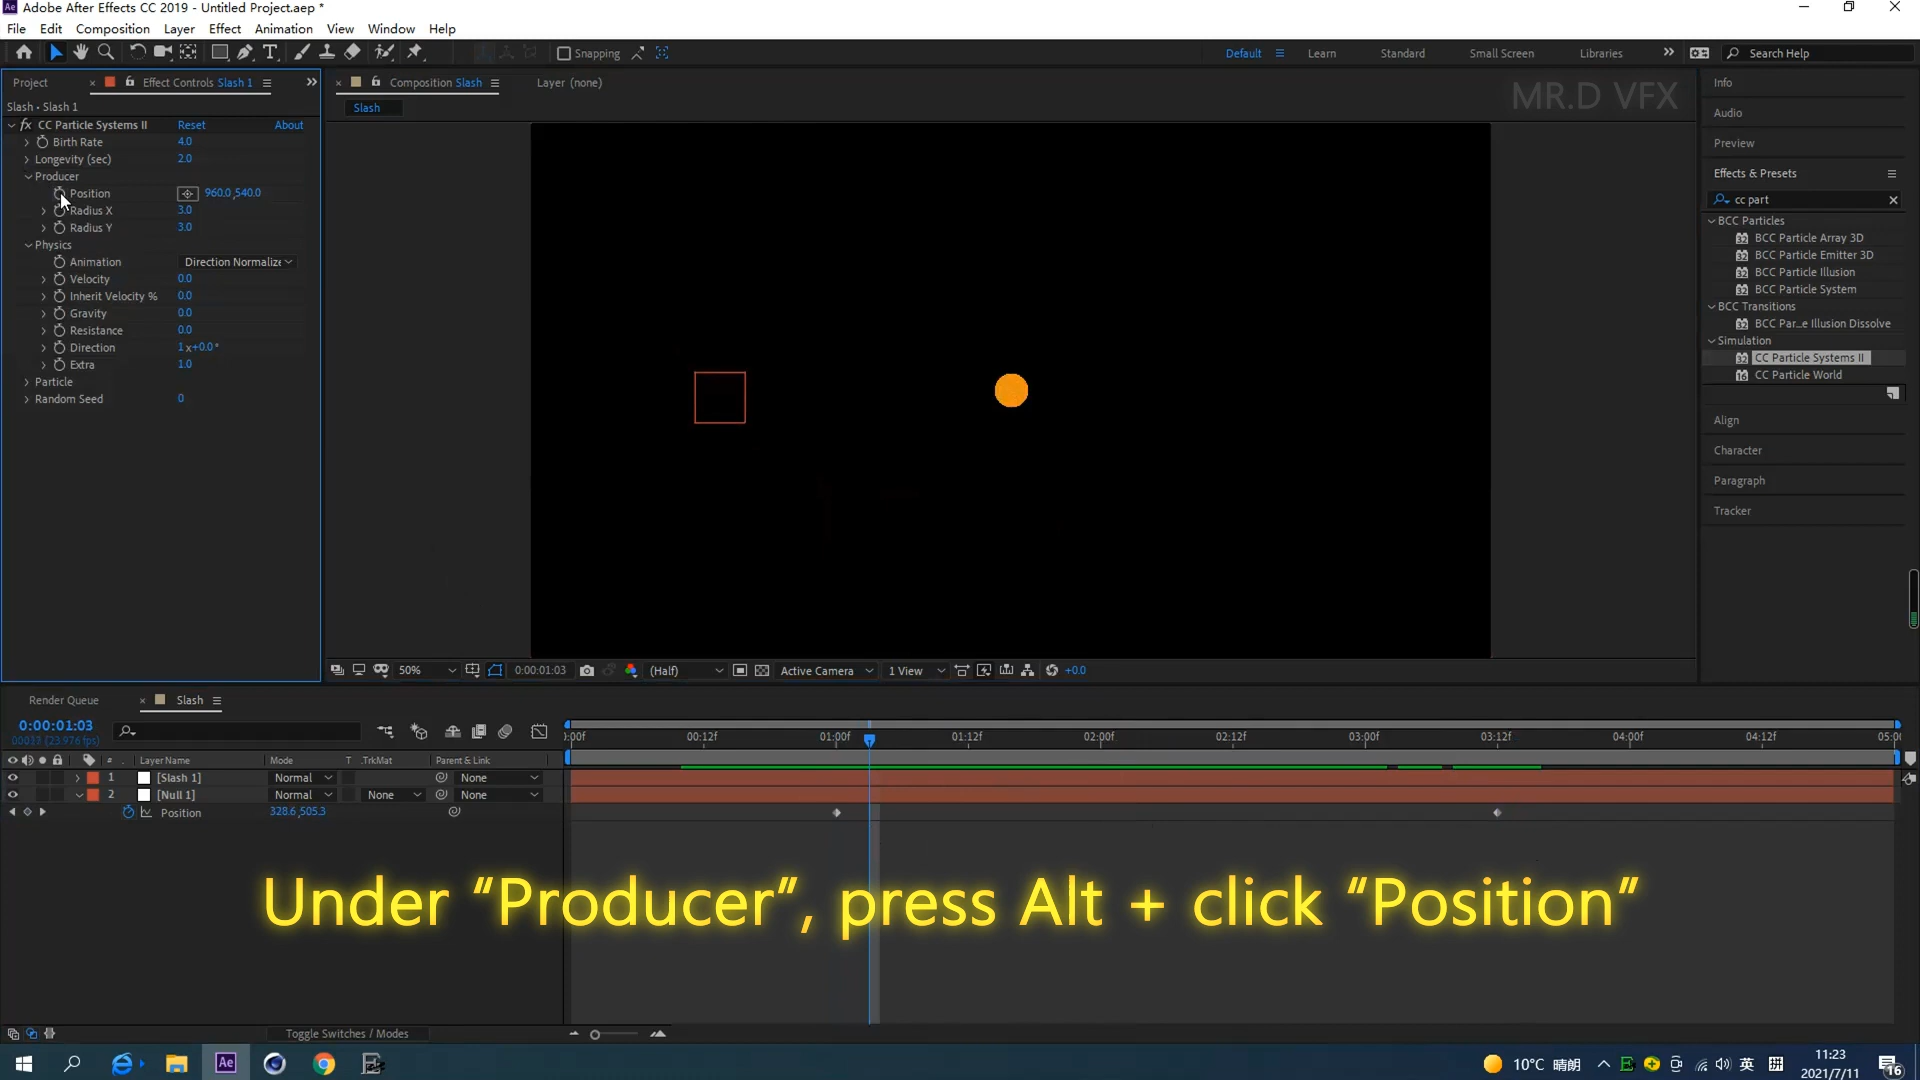 Adobe After Effects CC 2019 - Untitled Project.aep *
File Edit Composition Layer Effect Animation View Window Help
Snapping Default Learn Standard Small Screen Libraries Search Help
Project Effect Controls Slash 1
Slash • Slash 1
fx CC Particle Systems II Reset About
Birth Rate 4.0
Longevity (sec) 2.0
Producer
Position 960.0,540.0
Radius X 3.0
Radius Y 3.0
Physics
Animation Direction Normalize
Velocity 0.0
Inherit Velocity % 0.0
Gravity 0.0
Resistance 0.0
Direction 1x+0.0°
Extra 1.0
Particle
Random Seed 0
Composition Slash Layer (none)
Slash
MR.D VFX
50% 0:00:01:03 (Half) Active Camera 1 View +0.0
Info
Audio
Preview
Effects & Presets
cc part
BCC Particles
BCC Particle Array 3D
BCC Particle Emitter 3D
BCC Particle Illusion
BCC Particle System
BCC Transitions
BCC Par...e Illusion Dissolve
Simulation
CC Particle Systems II
CC Particle World
Align
Character
Paragraph
Tracker
Render Queue Slash
0:00:01:03
(23.976 fps)
:00f 00:12f 01:00f 01:12f 02:00f 02:12f 03:00f 03:12f 04:00f 04:12f 05:0
# Layer Name Mode T .TrkMat Parent & Link
1 [Slash 1] Normal None
2 [Null 1] Normal None None
Position 328.6,505.3
Under “Producer”, press Alt + click “Position”
Toggle Switches / Modes
Ae 10°C 晴朗 英 拼 11:23
2021/7/11 16